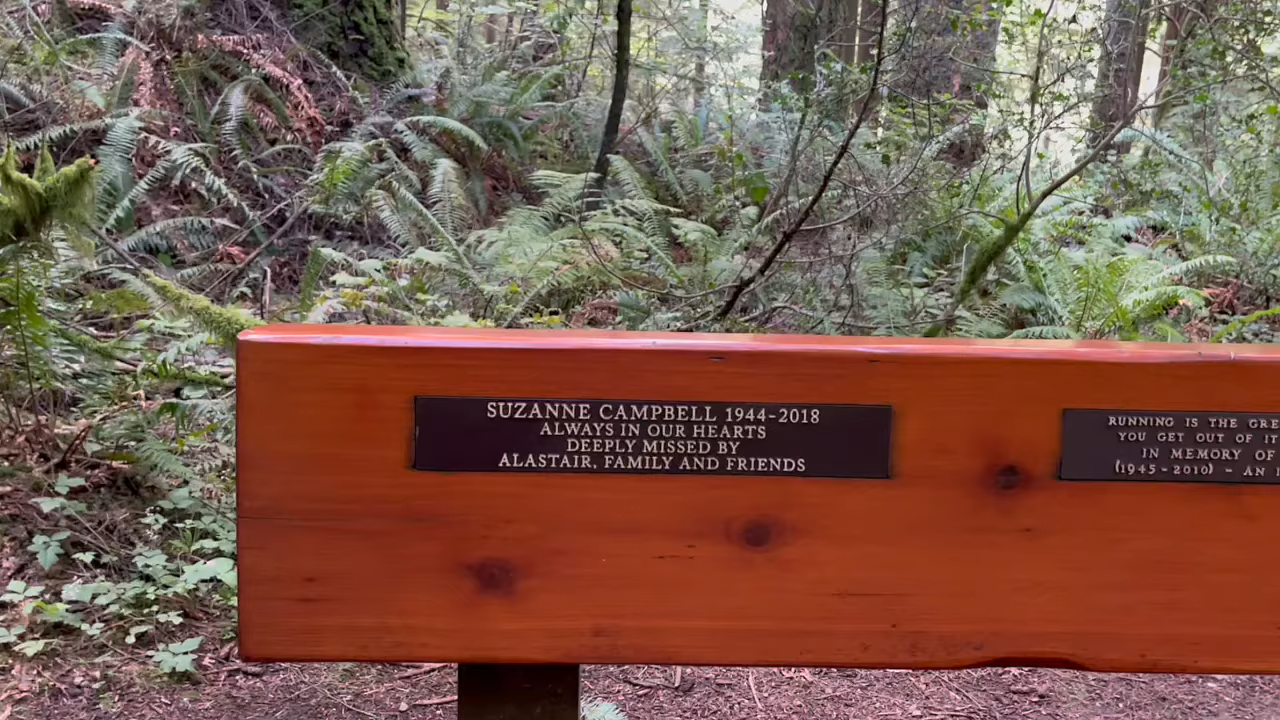 SUZANNE CAMPBELL 1944-2018
ALWAYS IN OUR HEARTS
DEEPLY MISSED BY
ALASTAIR, FAMILY AND FRIENDS
RUNNING IS THE
YOU GET OUT OF IT
IN MEMORY OF
(1945-2010) - AN